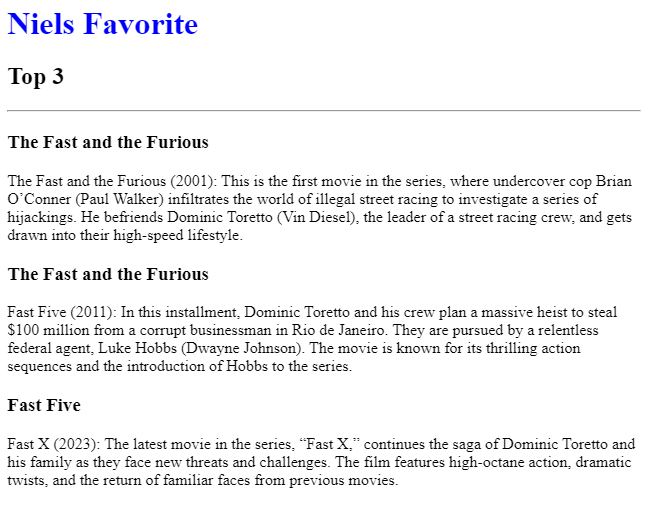 Niels Favorite
Top 3
The Fast and the Furious
The Fast and the Furious (2001): This is the first movie in the series, where undercover cop Brian
O’Conner (Paul Walker) infiltrates the world of illegal street racing to investigate a series of
hijackings. He befriends Dominic Toretto (Vin Diesel), the leader of a street racing crew, and gets
drawn into their high-speed lifestyle.
The Fast and the Furious
Fast Five (2011): In this installment, Dominic Toretto and his crew plan a massive heist to steal
$100 million from a corrupt businessman in Rio de Janeiro. They are pursued by a relentless
federal agent, Luke Hobbs (Dwayne Johnson). The movie is known for its thrilling action
sequences and the introduction of Hobbs to the series.
Fast Five
Fast X (2023): The latest movie in the series, “Fast X,” continues the saga of Dominic Toretto and
his family as they face new threats and challenges. The film features high-octane action, dramatic
twists, and the return of familiar faces from previous movies.